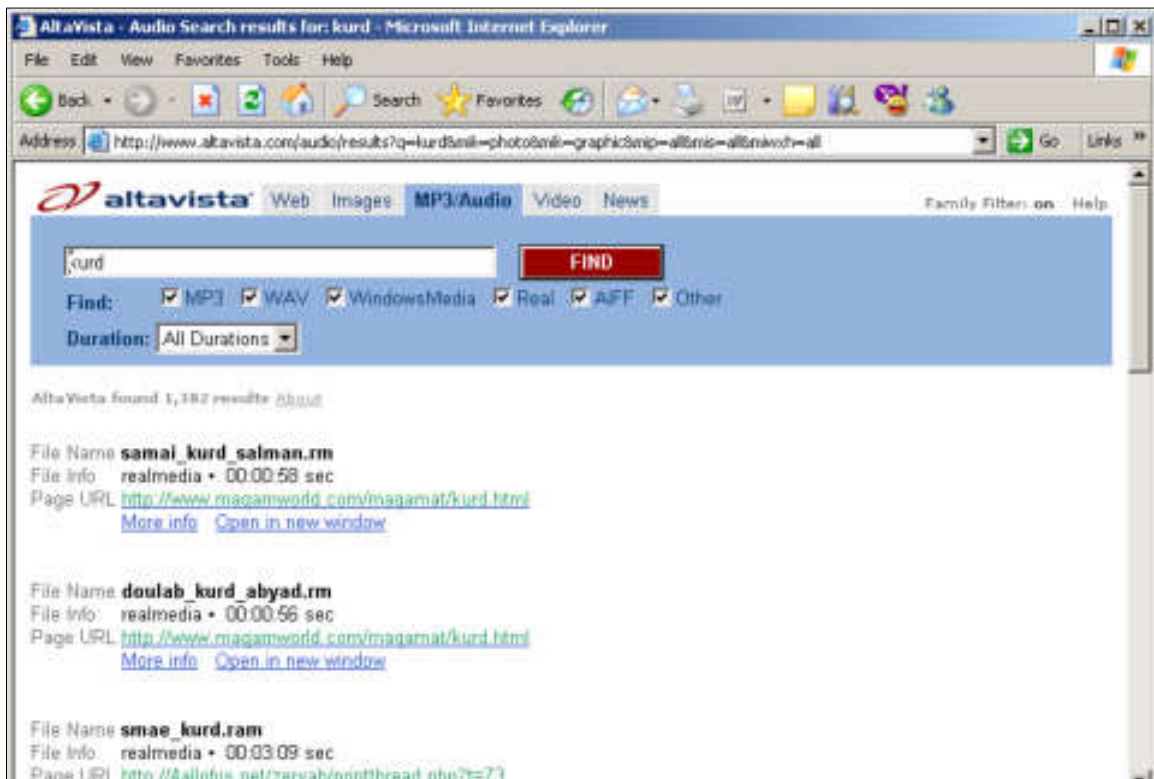 AltaVista - Audio Search results for: kurd - Microsoft Internet Explorer
File Edit View Favorites Tools Help
Back Search Favorites
Address http://www.altavista.com/audio/results?q=kurd&mik=photo&mik=graphic&mip=all&mis=all&miwxh=all Go Links »
altavista Web Images MP3/Audio Video News Family Filter: on Help
kurd FIND
Find: MP3 WAV WindowsMedia Real AIFF Other
Duration: All Durations
AltaVista found results About
File Name samai_kurd_salman.rm
File Info realmedia • 00:00:58 sec
Page URL http://www.maqamworld.com/maqamat/kurd.html
More info Open in new window
File Name doulab_kurd_abyad.rm
File Info realmedia • 00:00:56 sec
Page URL http://www.maqamworld.com/maqamat/kurd.html
More info Open in new window
File Name smae_kurd.ram
File Info realmedia • 00:03:09 sec
Page URL